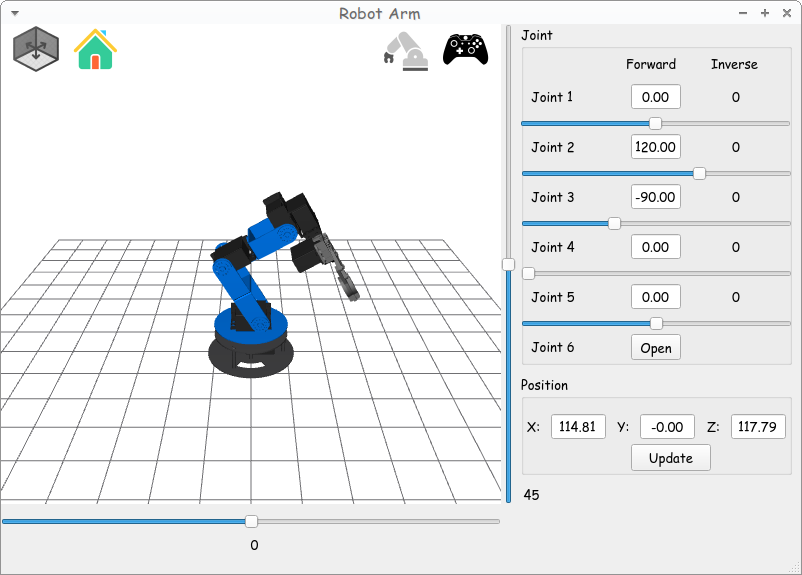 Robot Arm
Joint
Forward Inverse
Joint 1 0.00 0
Joint 2 120.00 0
Joint 3 -90.00 0
Joint 4 0.00 0
Joint 5 0.00 0
Joint 6 Open
Position
X: 114.81 Y: -0.00 Z: 117.79
Update
45
0